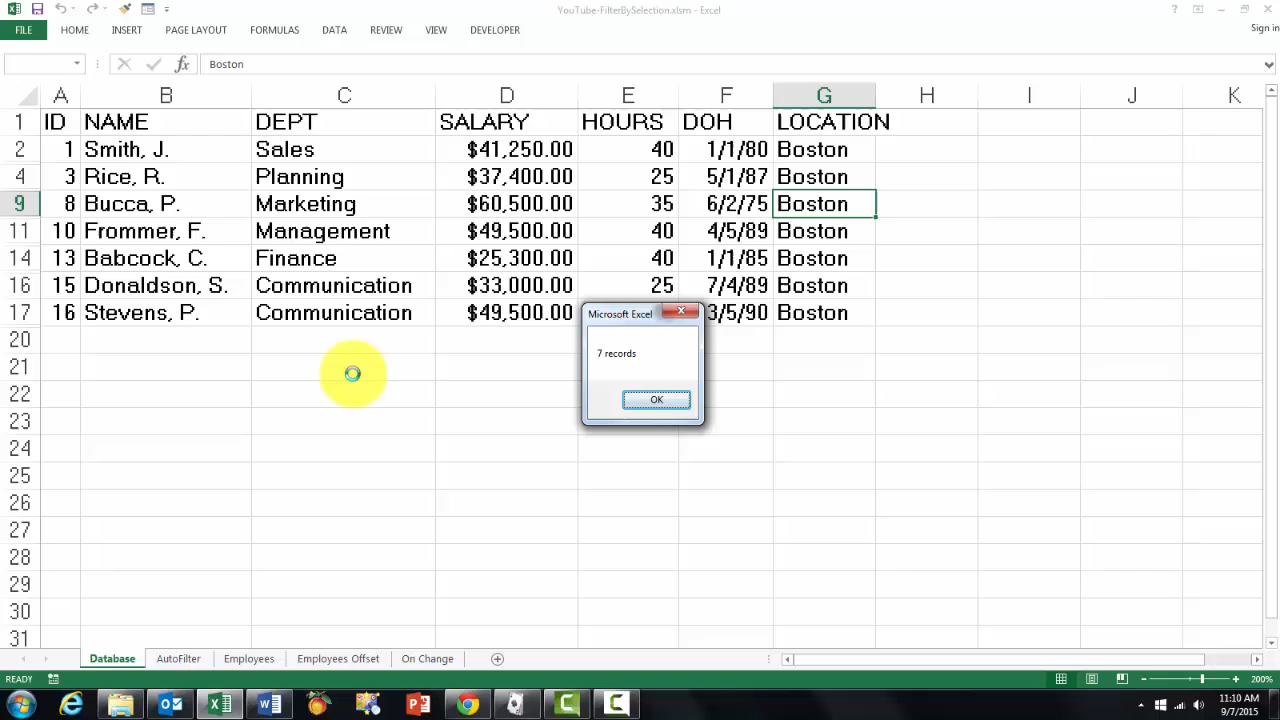 YouTube-FilterBySelection.xlsm - Excel
FILE HOME INSERT PAGE LAYOUT FORMULAS DATA REVIEW VIEW DEVELOPER Sign in
fx Boston
A B C D E F G H I J K
1 ID NAME DEPT SALARY HOURS DOH LOCATION
2 1 Smith, J. Sales $41,250.00 40 1/1/80 Boston
4 3 Rice, R. Planning $37,400.00 25 5/1/87 Boston
9 8 Bucca, P. Marketing $60,500.00 35 6/2/75 Boston
11 10 Frommer, F. Management $49,500.00 40 4/5/89 Boston
14 13 Babcock, C. Finance $25,300.00 40 1/1/85 Boston
16 15 Donaldson, S. Communication $33,000.00 25 7/4/89 Boston
17 16 Stevens, P. Communication $49,500.00 3/5/90 Boston
20
21
22
23
24
25
26
27
28
29
30
31
Microsoft Excel
7 records
OK
Database AutoFilter Employees Employees Offset On Change
READY 200%
11:10 AM
9/7/2015